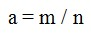 a = m / n